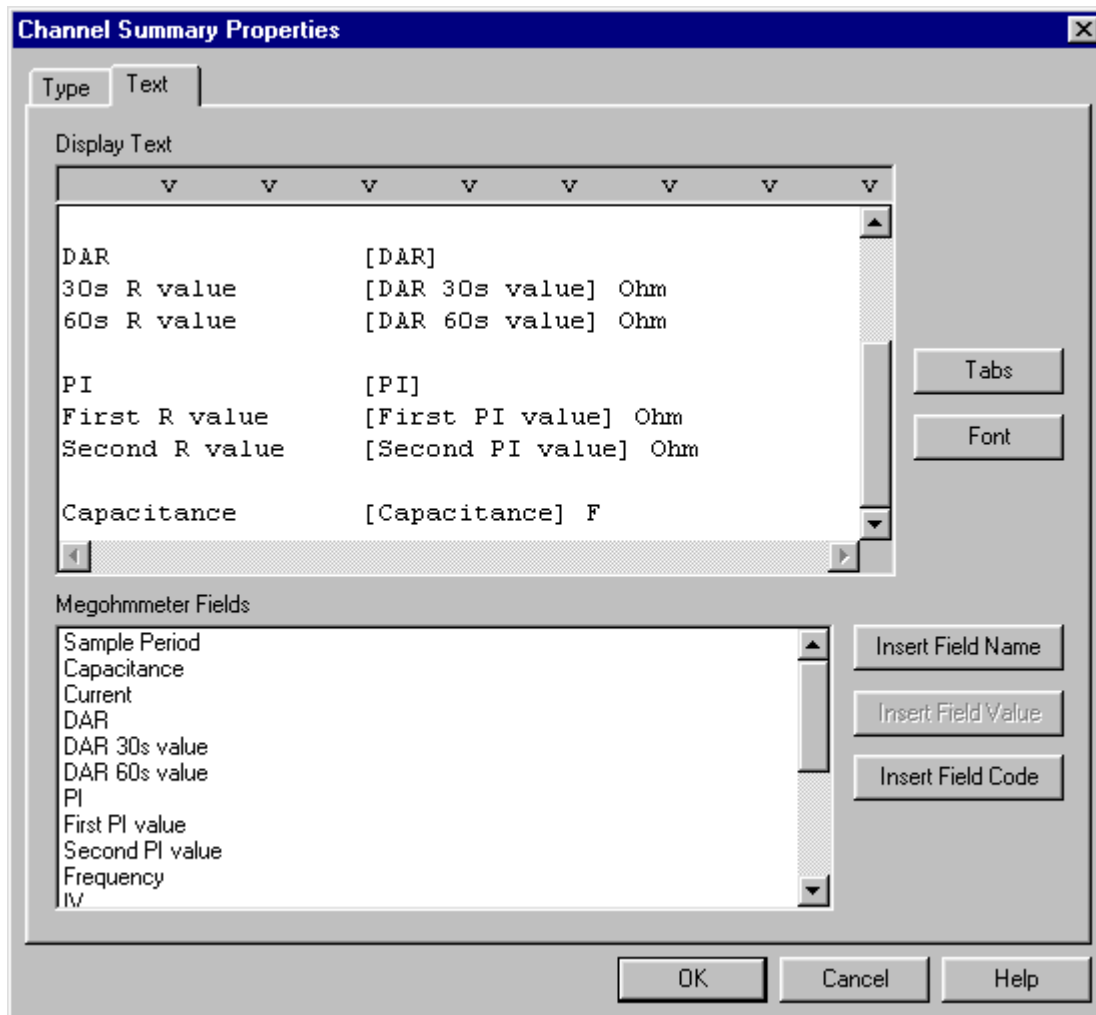 Channel Summary Properties
Type Text
Display Text
v v v v v v v v
DAR [DAR]
30s R value [DAR 30s value] Ohm
60s R value [DAR 60s value] Ohm
PI [PI]
First R value [First PI value] Ohm
Second R value [Second PI value] Ohm
Capacitance [Capacitance] F
Tabs
Font
Megohmmeter Fields
Sample Period
Capacitance
Current
DAR
DAR 30s value
DAR 60s value
PI
First PI value
Second PI value
Frequency
IV
Insert Field Name
Insert Field Value
Insert Field Code
OK Cancel Help